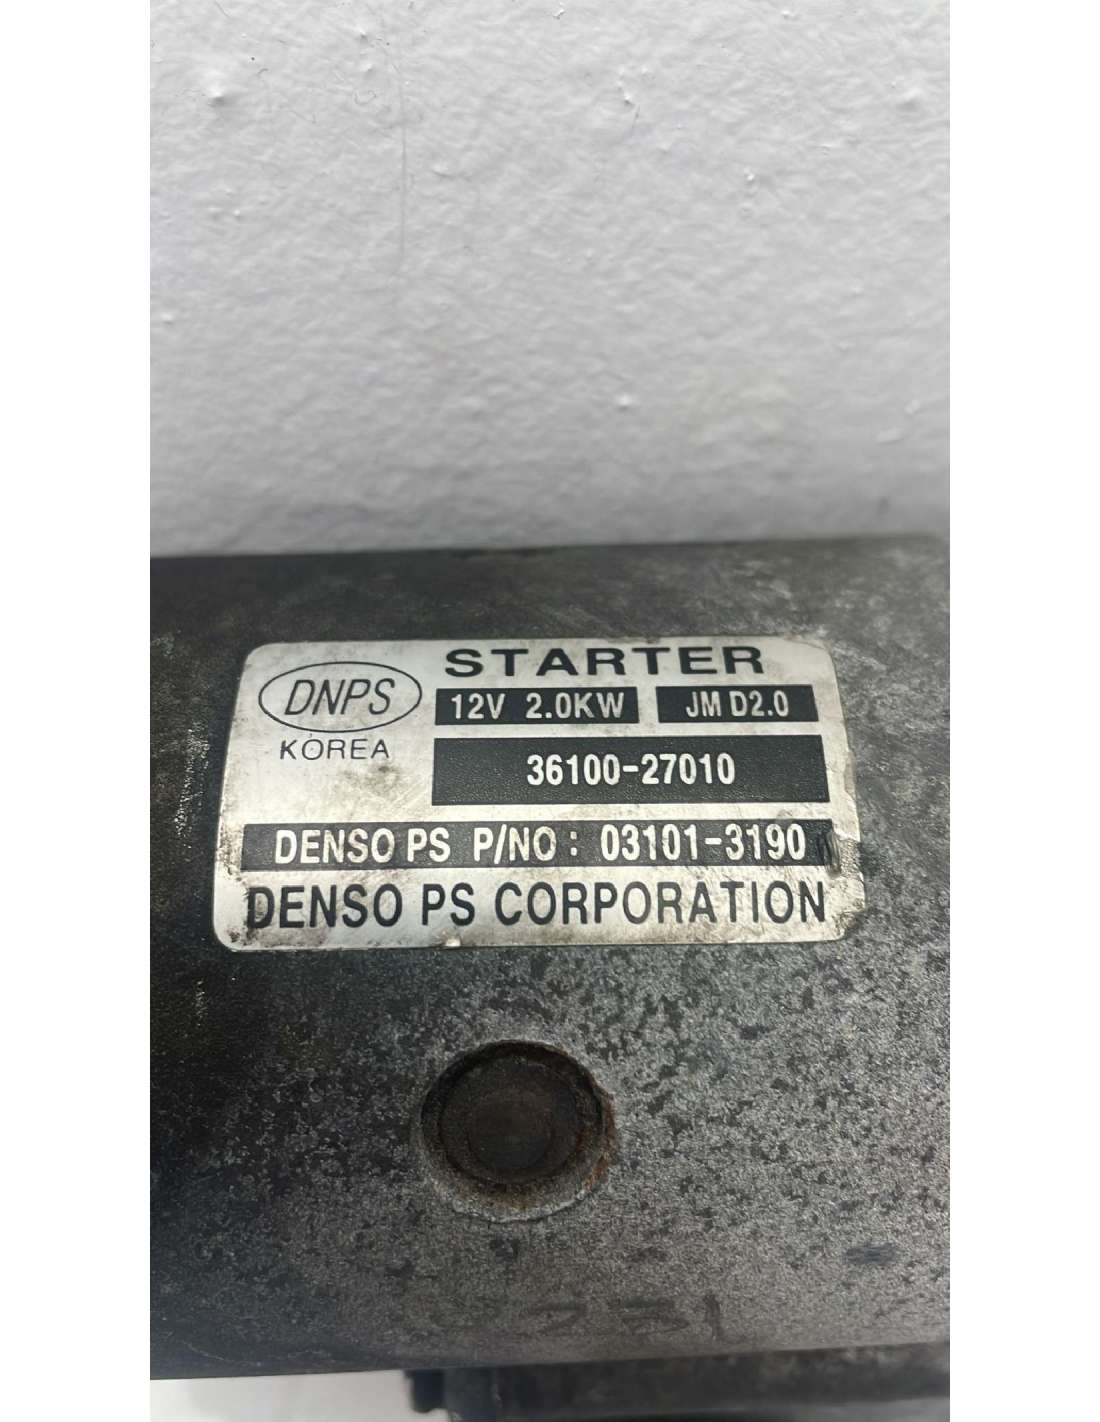 STARTER
DNPS
12V 2.0KW JM D2.0
KOREA
36100-27010
DENSO PS P/NO : 03101-3190
DENSO PS CORPORATION